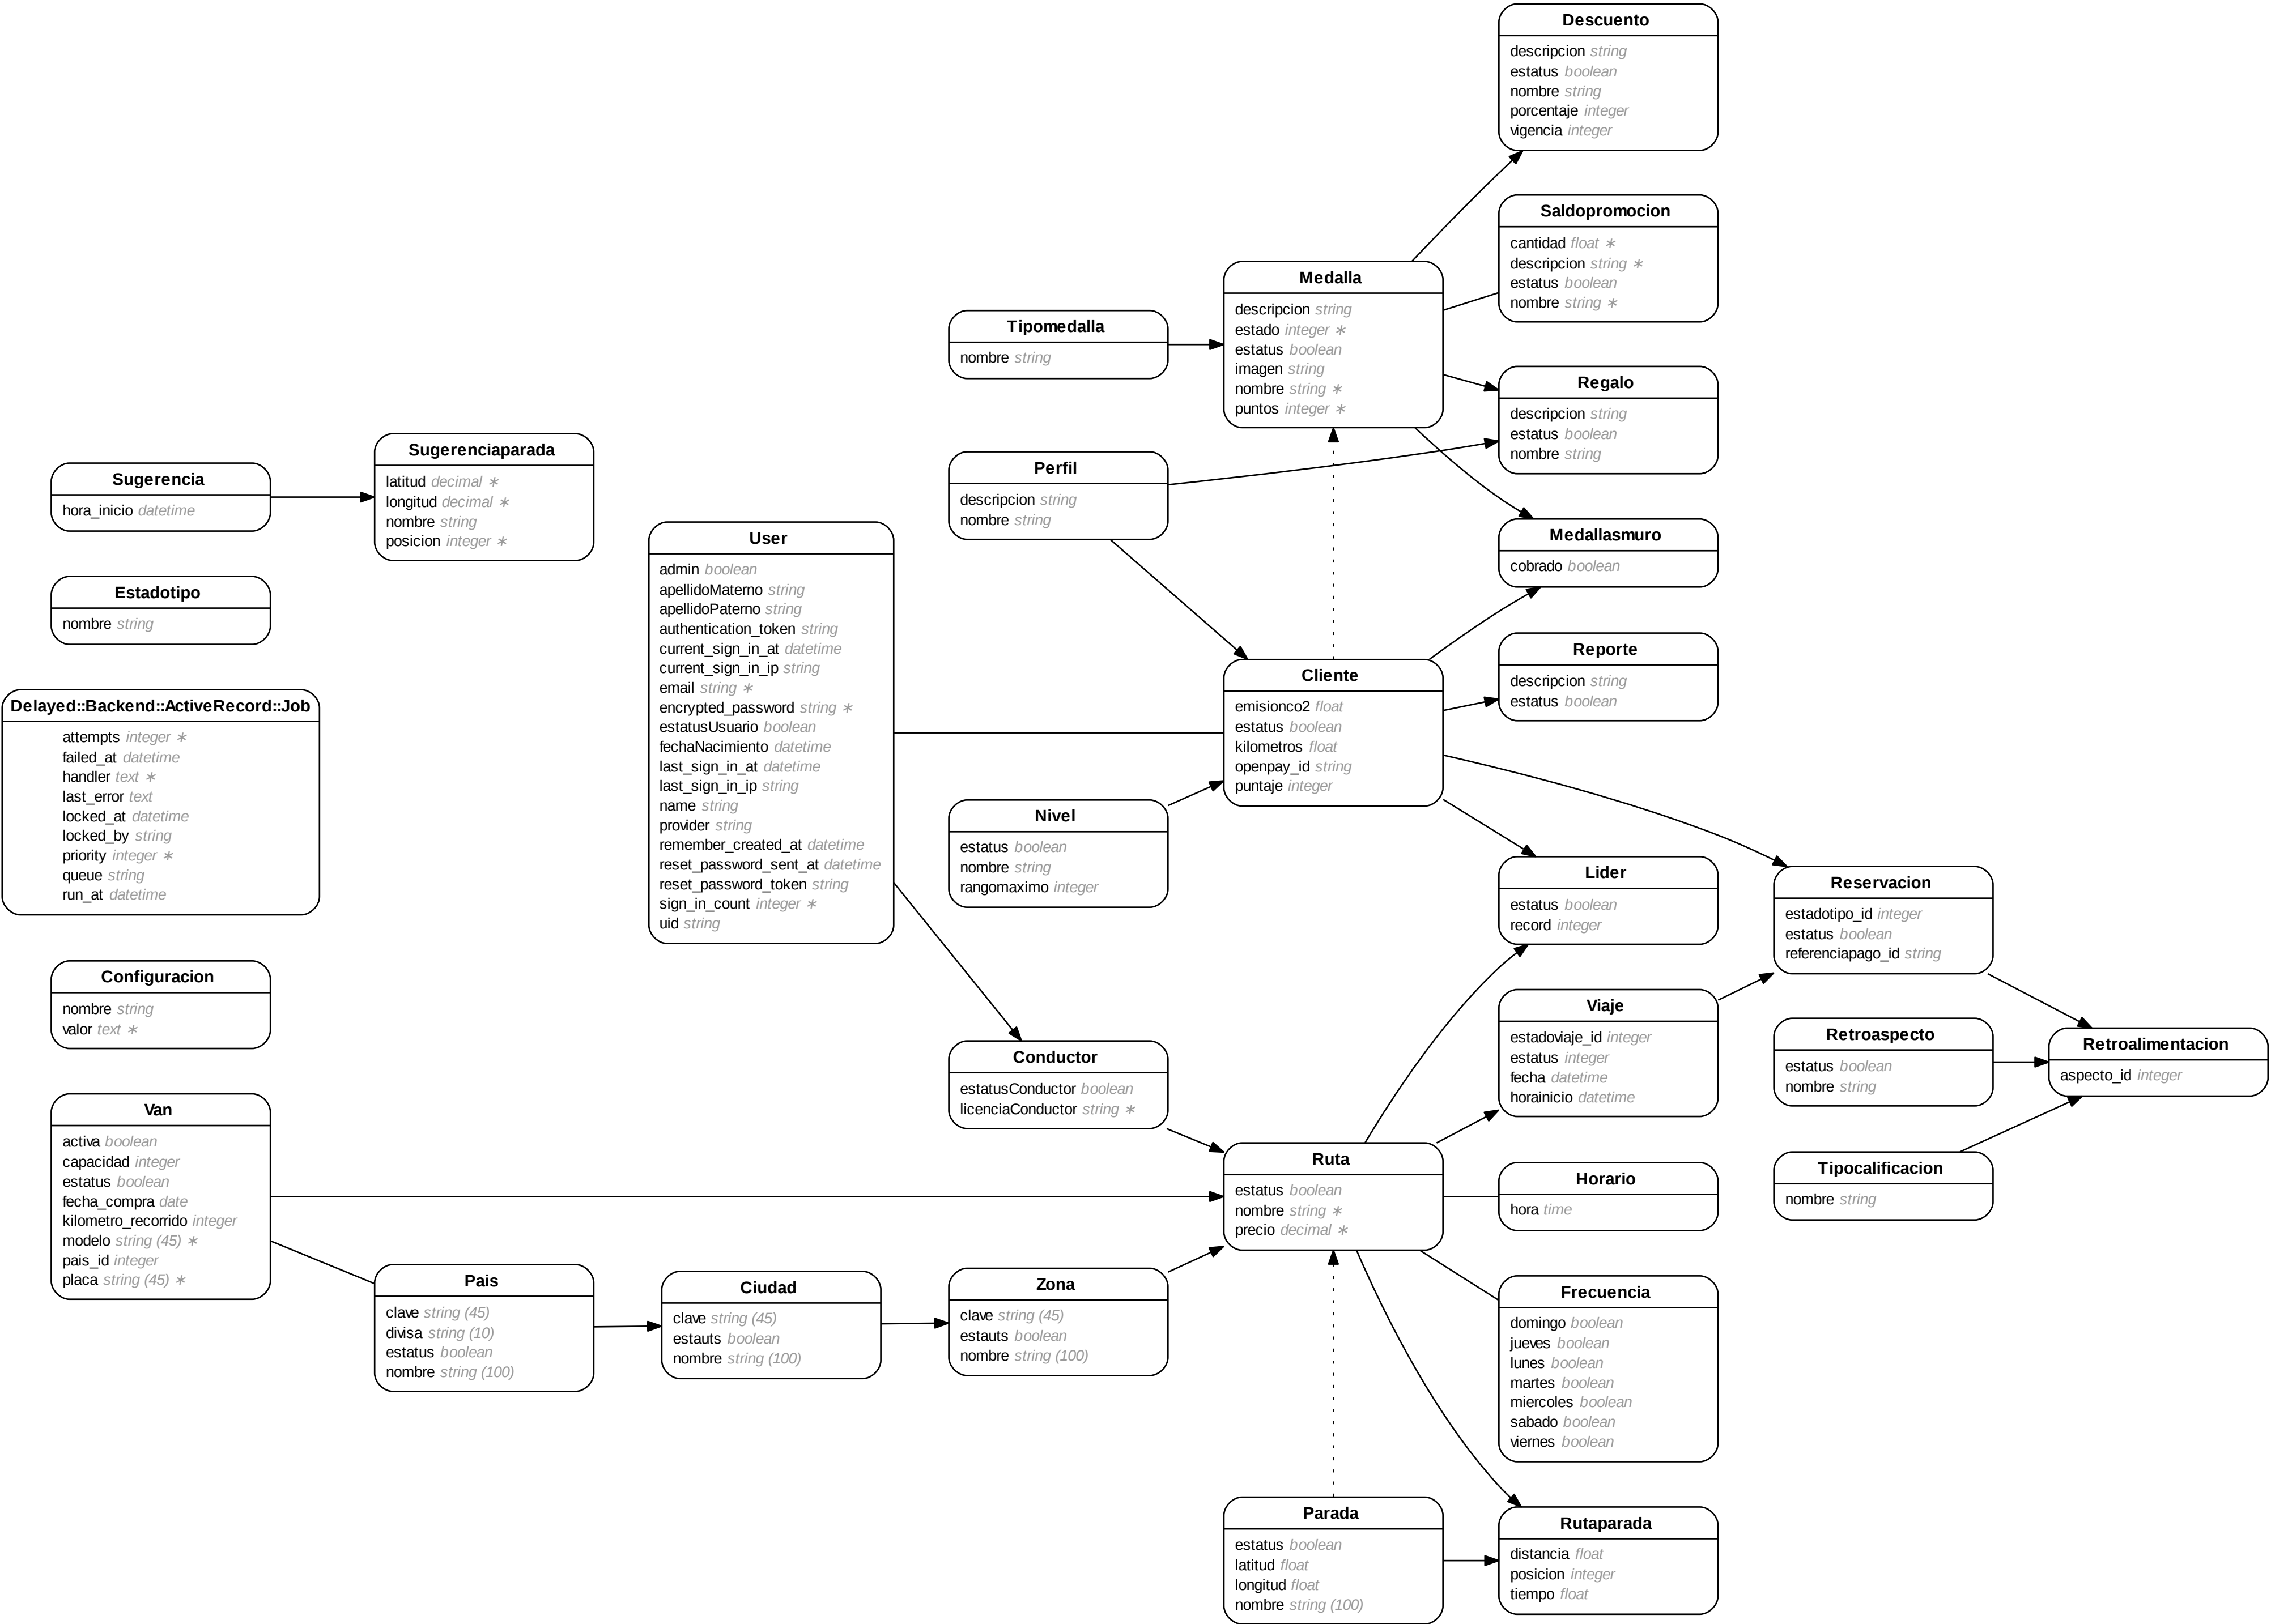 Descuento
descripcion string
estatus boolean
nombre string
porcentaje integer
vigencia integer
Saldopromocion
cantidad float ∗
descripcion string ∗
estatus boolean
nombre string ∗
Medalla
descripcion string
estado integer ∗
estatus boolean
imagen string
nombre string ∗
puntos integer ∗
Tipomedalla
nombre string
Regalo
descripcion string
estatus boolean
nombre string
Sugerencia
hora_inicio datetime
Sugerenciaparada
latitud decimal ∗
longitud decimal ∗
nombre string
posicion integer ∗
Perfil
descripcion string
nombre string
Medallasmuro
cobrado boolean
Estadotipo
nombre string
User
admin boolean
apellidoMaterno string
apellidoPaterno string
authentication_token string
current_sign_in_at datetime
current_sign_in_ip string
email string ∗
encrypted_password string ∗
estatusUsuario boolean
fechaNacimiento datetime
last_sign_in_at datetime
last_sign_in_ip string
name string
provider string
remember_created_at datetime
reset_password_sent_at datetime
reset_password_token string
sign_in_count integer ∗
uid string
Reporte
descripcion string
estatus boolean
Cliente
emisionco2 float
estatus boolean
kilometros float
openpay_id string
puntaje integer
Delayed::Backend::ActiveRecord::Job
attempts integer ∗
failed_at datetime
handler text ∗
last_error text
locked_at datetime
locked_by string
priority integer ∗
queue string
run_at datetime
Nivel
estatus boolean
nombre string
rangomaximo integer
Lider
estatus boolean
record integer
Reservacion
estadotipo_id integer
estatus boolean
referenciapago_id string
Configuracion
nombre string
valor text ∗
Viaje
estadoviaje_id integer
estatus integer
fecha datetime
horainicio datetime
Retroaspecto
estatus boolean
nombre string
Retroalimentacion
aspecto_id integer
Conductor
estatusConductor boolean
licenciaConductor string ∗
Van
activa boolean
capacidad integer
estatus boolean
fecha_compra date
kilometro_recorrido integer
modelo string (45) ∗
pais_id integer
placa string (45) ∗
Ruta
estatus boolean
nombre string ∗
precio decimal ∗
Horario
hora time
Tipocalificacion
nombre string
Pais
clave string (45)
divisa string (10)
estatus boolean
nombre string (100)
Ciudad
clave string (45)
estauts boolean
nombre string (100)
Zona
clave string (45)
estauts boolean
nombre string (100)
Frecuencia
domingo boolean
jueves boolean
lunes boolean
martes boolean
miercoles boolean
sabado boolean
viernes boolean
Parada
estatus boolean
latitud float
longitud float
nombre string (100)
Rutaparada
distancia float
posicion integer
tiempo float